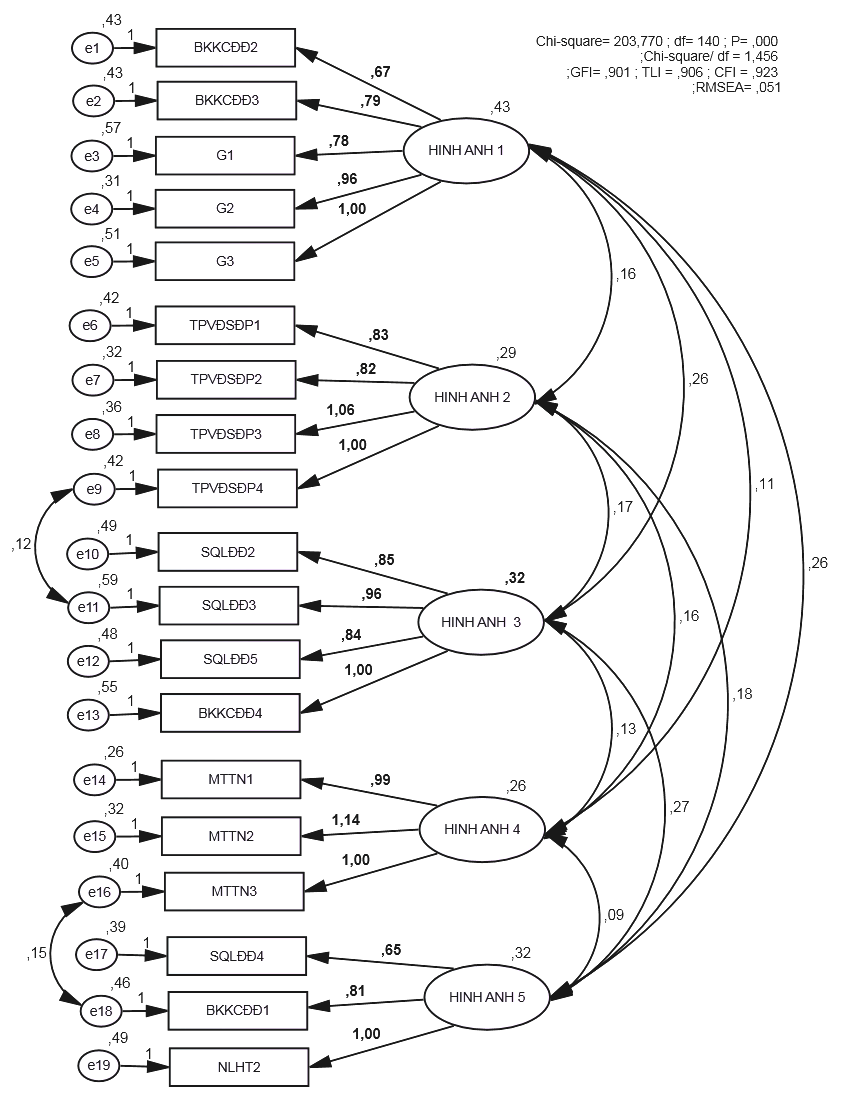 Chi-square= 203,770 ; df= 140 ; P= ,000
;Chi-square/ df = 1,456
;GFI= ,901 ; TLI = ,906 ; CFI = ,923
;RMSEA= ,051
,43
e1 1 BKKCĐĐ2
,67
,43
e2 1 BKKCĐĐ3
,79
,43
HINH ANH 1
,57
e3 1 G1
,78
,31
e4 1 G2
,96
,51
e5 1 G3
1,00
,16
,42
e6 1 TPVĐSĐP1
,83
,29
HINH ANH 2
,32
e7 1 TPVĐSĐP2
,82
,26
,36
e8 1 TPVĐSĐP3
1,06
,42
e9 1 TPVĐSĐP4
1,00
,11
,17
,12
,49
e10 1 SQLĐĐ2
,85
,26
,59
e11 1 SQLĐĐ3
,96
,32
HINH ANH 3
,16
,48
e12 1 SQLĐĐ5
,84
,55
e13 1 BKKCĐĐ4
1,00
,18
,13
,26
e14 1 MTTN1
,99
,26
HINH ANH 4
,27
,32
e15 1 MTTN2
1,14
,40
e16 1 MTTN3
1,00
,09
,15
,39
e17 1 SQLĐĐ4
,65
,32
HINH ANH 5
,46
e18 1 BKKCĐĐ1
,81
,49
e19 1 NLHT2
1,00